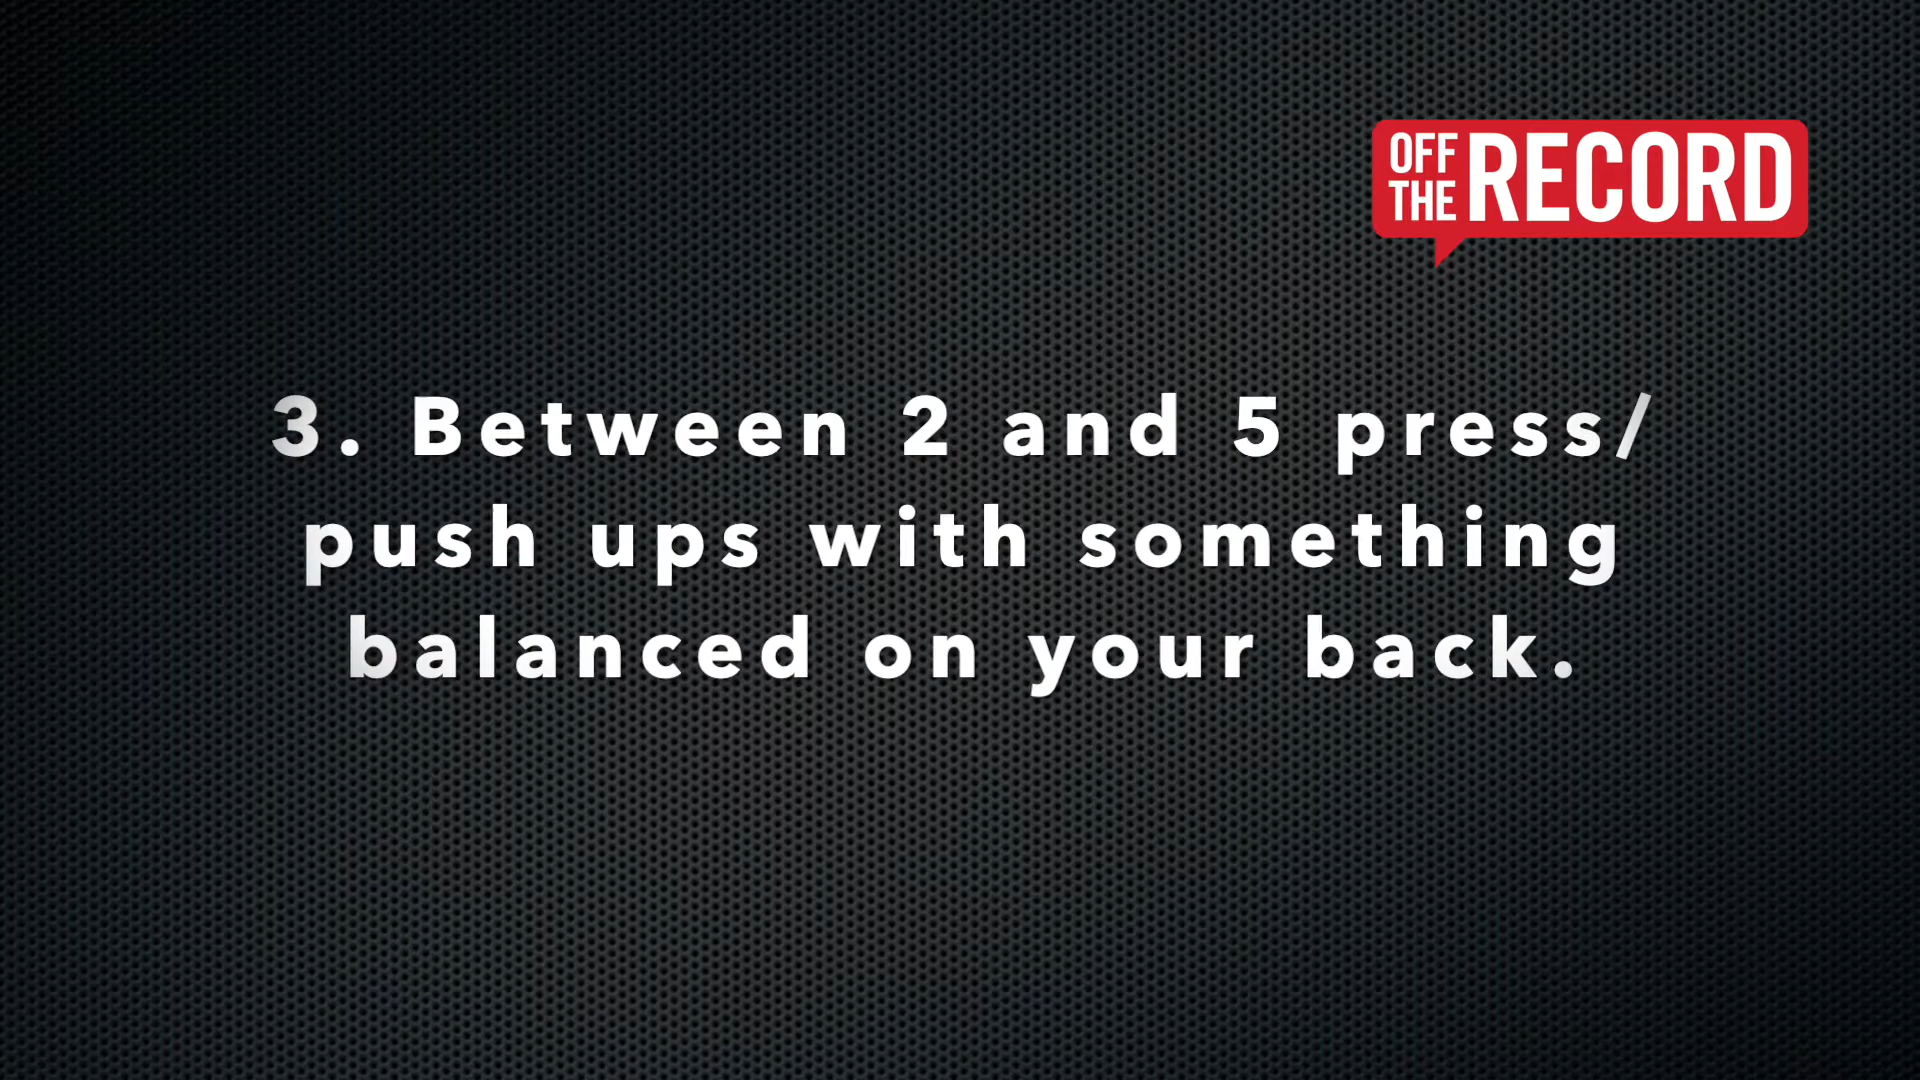 OFF
THE
RECORD
3. Between 2 and 5 press/
push ups with something
balanced on your back.